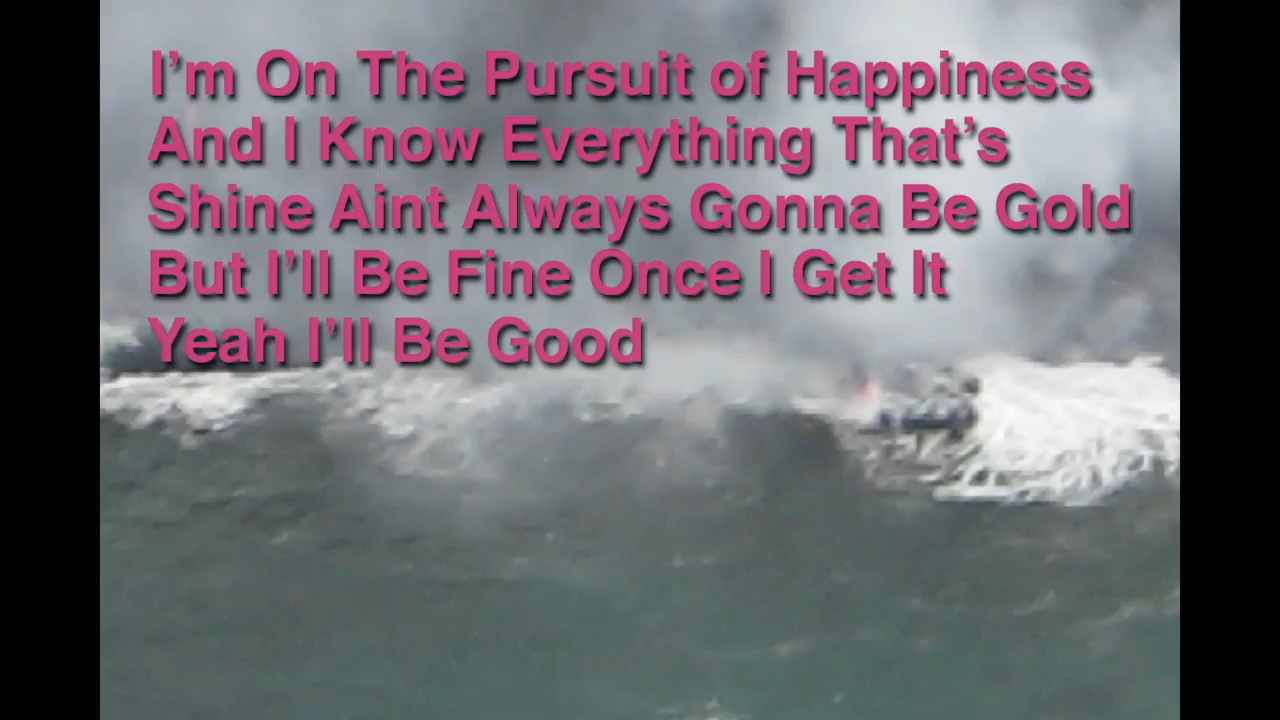 I'm On The Pursuit of Happiness
And I Know Everything That's
Shine Aint Always Gonna Be Gold
But I'll Be Fine Once I Get It
Yeah I'll Be Good